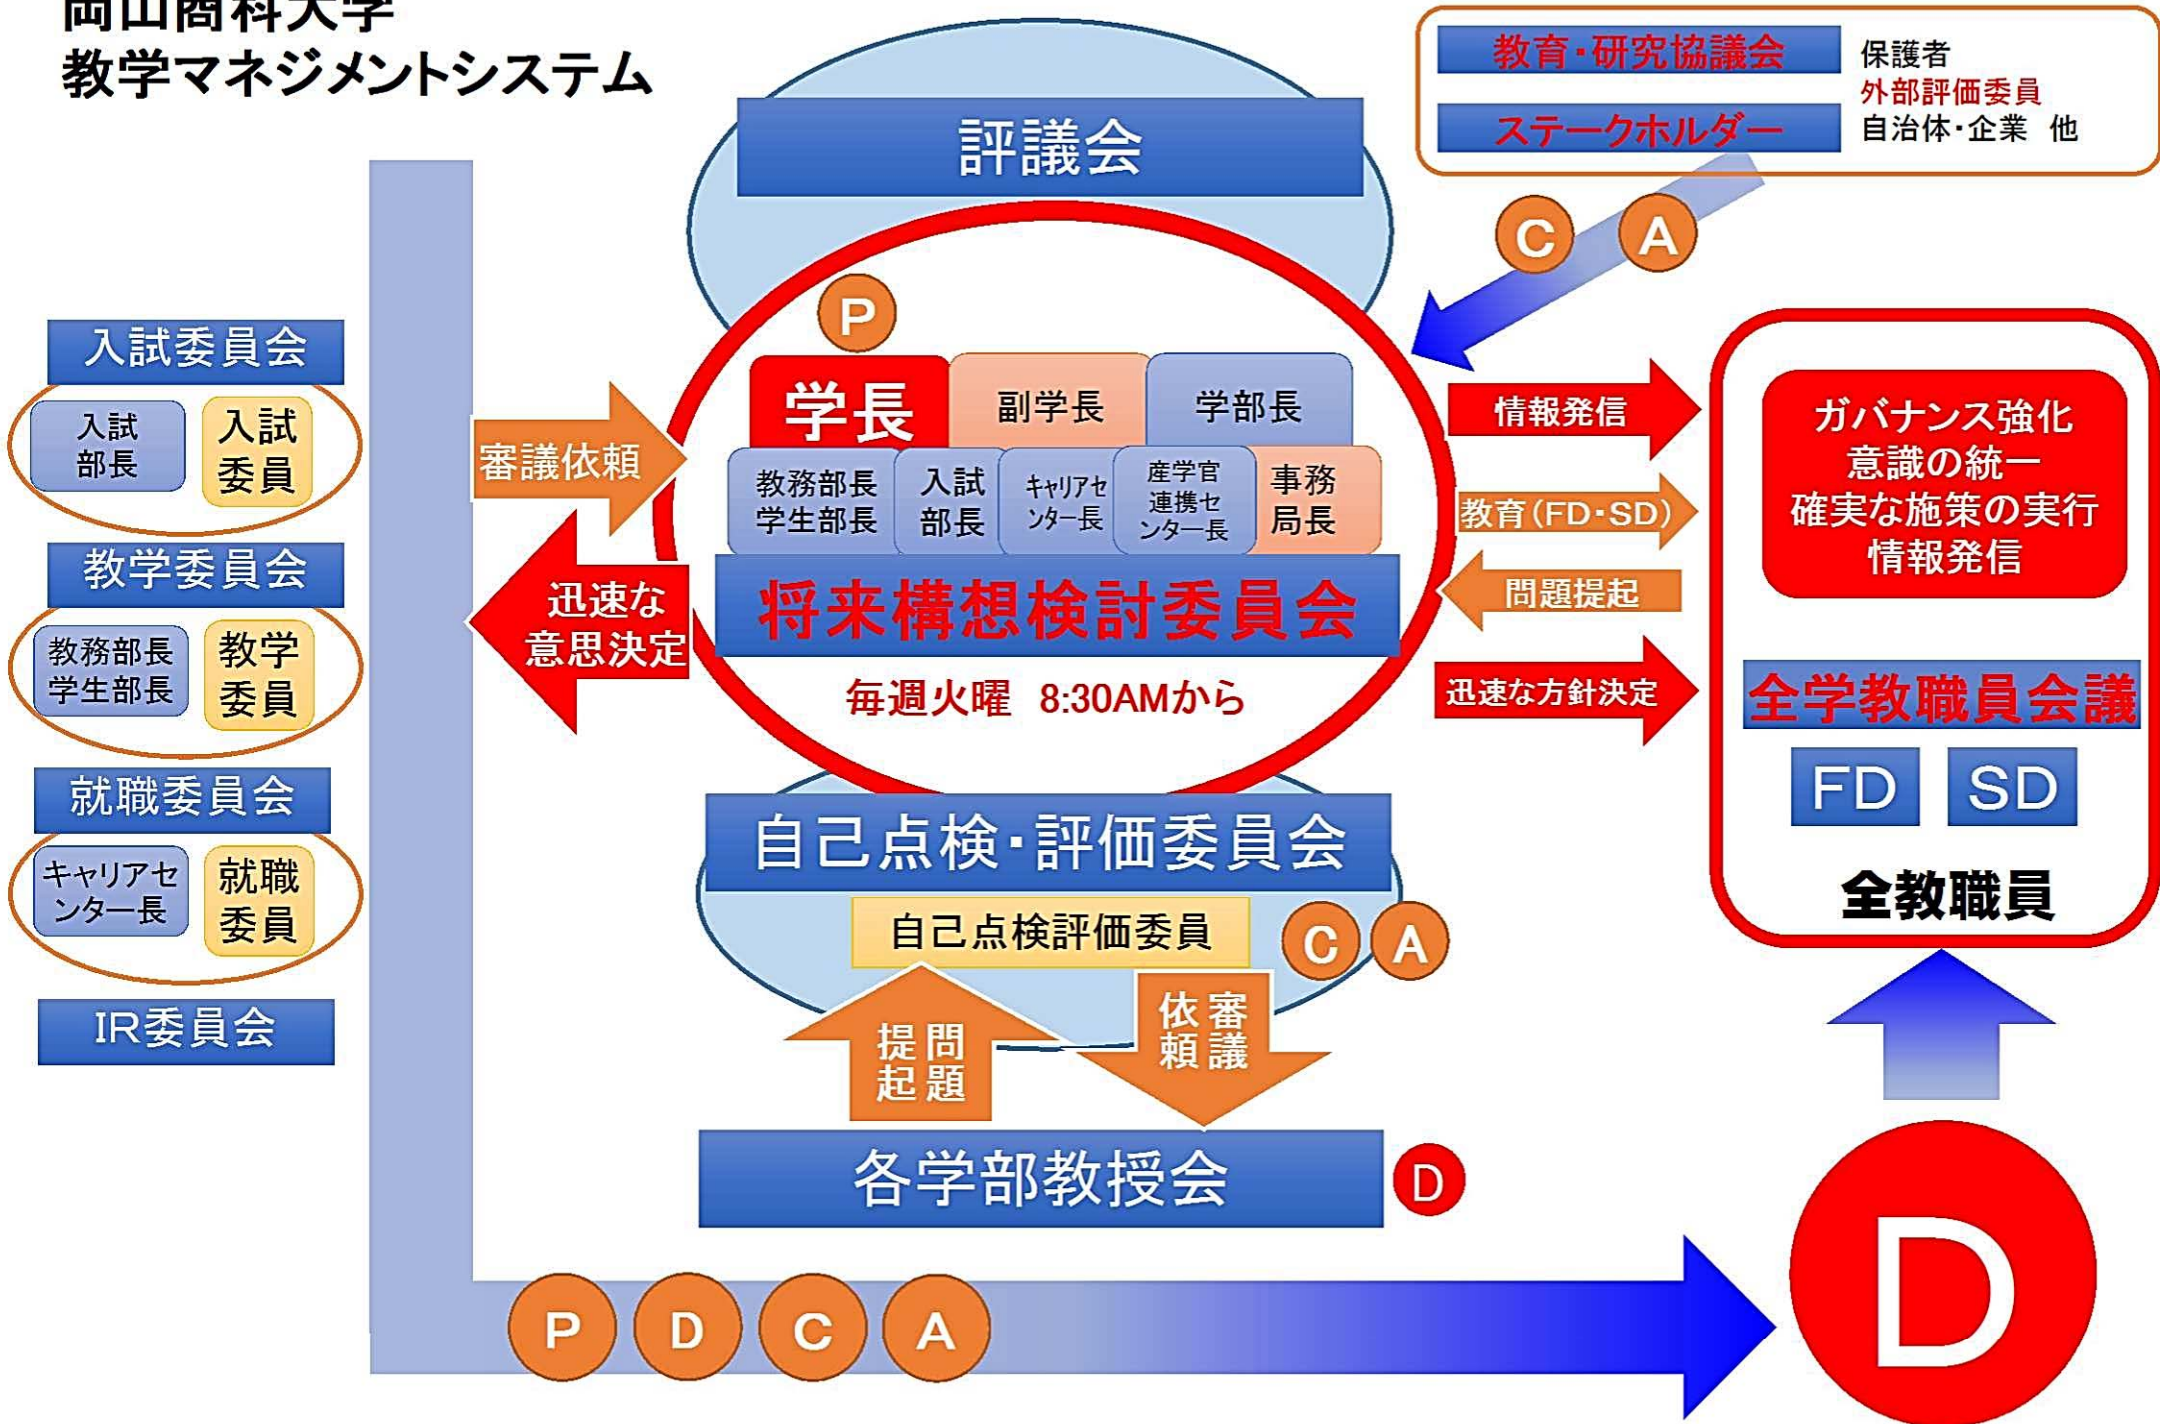 岡山商科大学
教学マネジメントシステム
教育・研究協議会
ステークホルダー
保護者
外部評価委員
自治体・企業 他
C
A
評議会
P
学長
副学長
学部長
教務部長
学生部長
入試
部長
キャリアセ
ンター長
産学官
連携セ
ンター長
事務
局長
将来構想検討委員会
毎週火曜 8:30AMから
入試委員会
入試
部長
入試
委員
教学委員会
教務部長
学生部長
教学
委員
就職委員会
キャリアセ
ンター長
就職
委員
IR委員会
審議依頼
迅速な
意思決定
情報発信
教育(FD・SD)
問題提起
迅速な方針決定
ガバナンス強化
意識の統一
確実な施策の実行
情報発信
全学教職員会議
FD
SD
全教職員
自己点検・評価委員会
自己点検評価委員
C
A
問題
提起
審議
依頼
各学部教授会
D
P
D
C
A
D